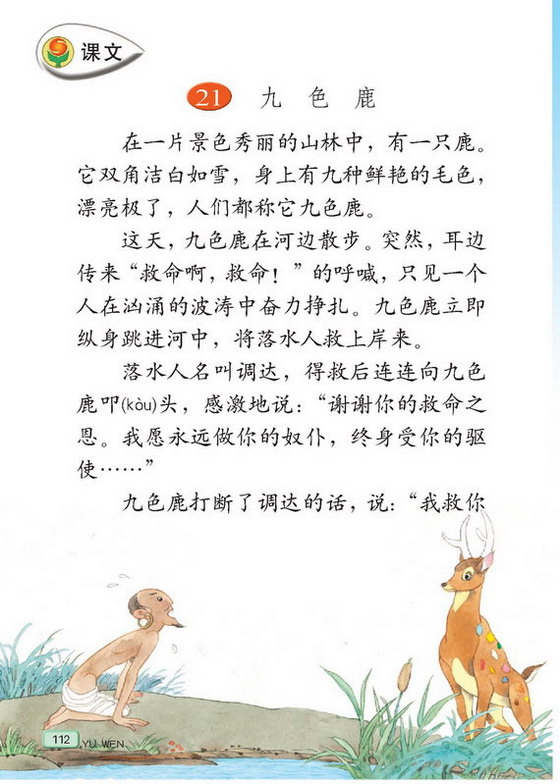 课文
21 九色鹿
在一片景色秀丽的山林中，有一只鹿。
它双角洁白如雪，身上有九种鲜艳的毛色，
漂亮极了，人们都称它九色鹿。
这天，九色鹿在河边散步。突然，耳边
传来“救命啊，救命！”的呼喊，只见一个
人在汹涌的波涛中奋力挣扎。九色鹿立即
纵身跳进河中，将落水人救上岸来。
落水人名叫调达，得救后连连向九色
鹿叩(kòu)头，感激地说：“谢谢你的救命之
恩。我愿永远做你的奴仆，终身受你的驱
使……”
九色鹿打断了调达的话，说：“我救你
112 YU WEN